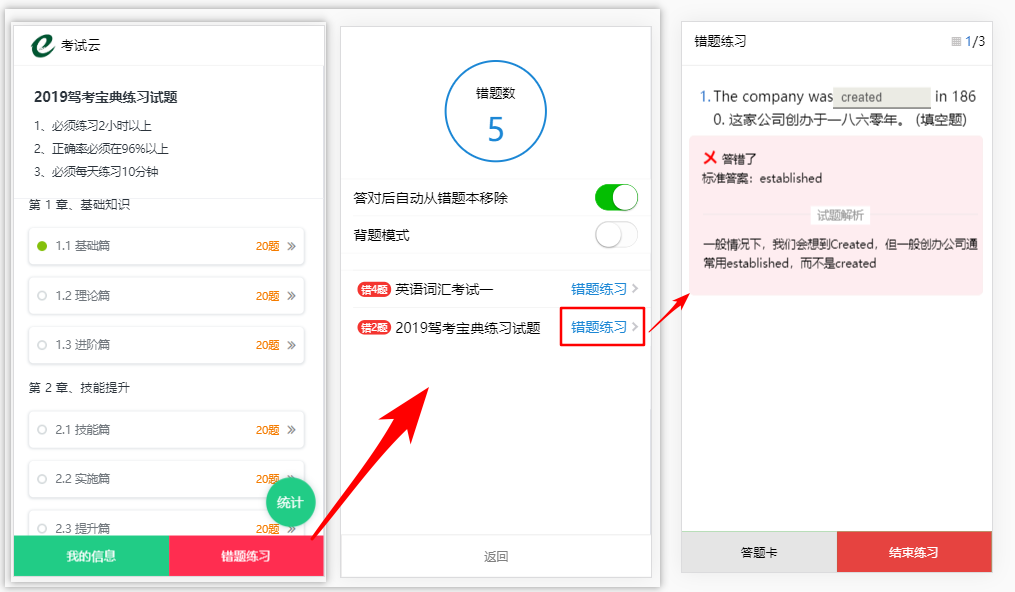 考试云
2019驾考宝典练习试题
1、必须练习2小时以上
2、正确率必须在96%以上
3、必须每天练习10分钟
第 1 章、基础知识
1.1 基础篇 20题
1.2 理论篇 20题
1.3 进阶篇 20题
第 2 章、技能提升
2.1 技能篇 20题
2.2 实施篇 20题
统计
2.3 提升篇 20题
我的信息 错题练习
错题数
5
答对后自动从错题本移除
背题模式
错4题 英语词汇考试一 错题练习
错2题 2019驾考宝典练习试题 错题练习
返回
错题练习 1/3
1. The company was created in 186
0. 这家公司创办于一八六零年。 (填空题)
答错了
标准答案：established
试题解析
一般情况下，我们会想到Created，但一般创办公司通
常用established，而不是created
答题卡 结束练习